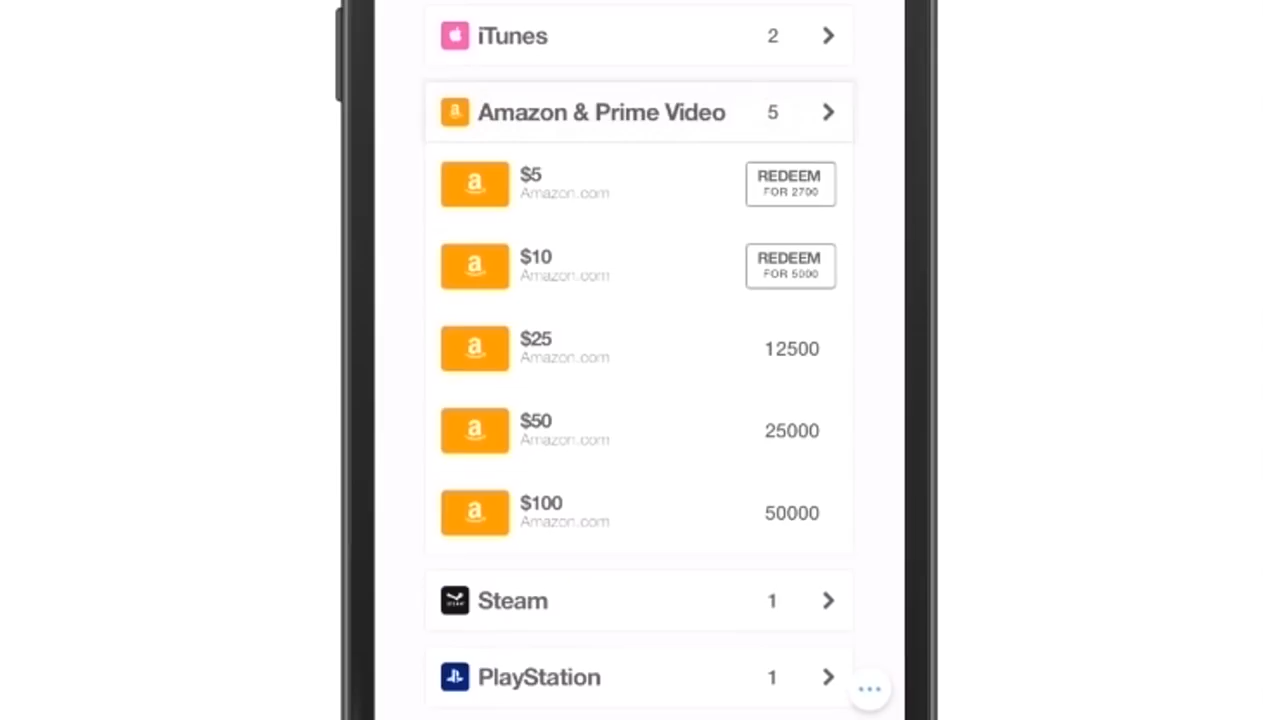 iTunes 2
Amazon & Prime Video 5
$5
Amazon.com
REDEEM
FOR 2700
$10
Amazon.com
REDEEM
FOR 5000
$25
Amazon.com
12500
$50
Amazon.com
25000
$100
Amazon.com
50000
Steam 1
PlayStation 1